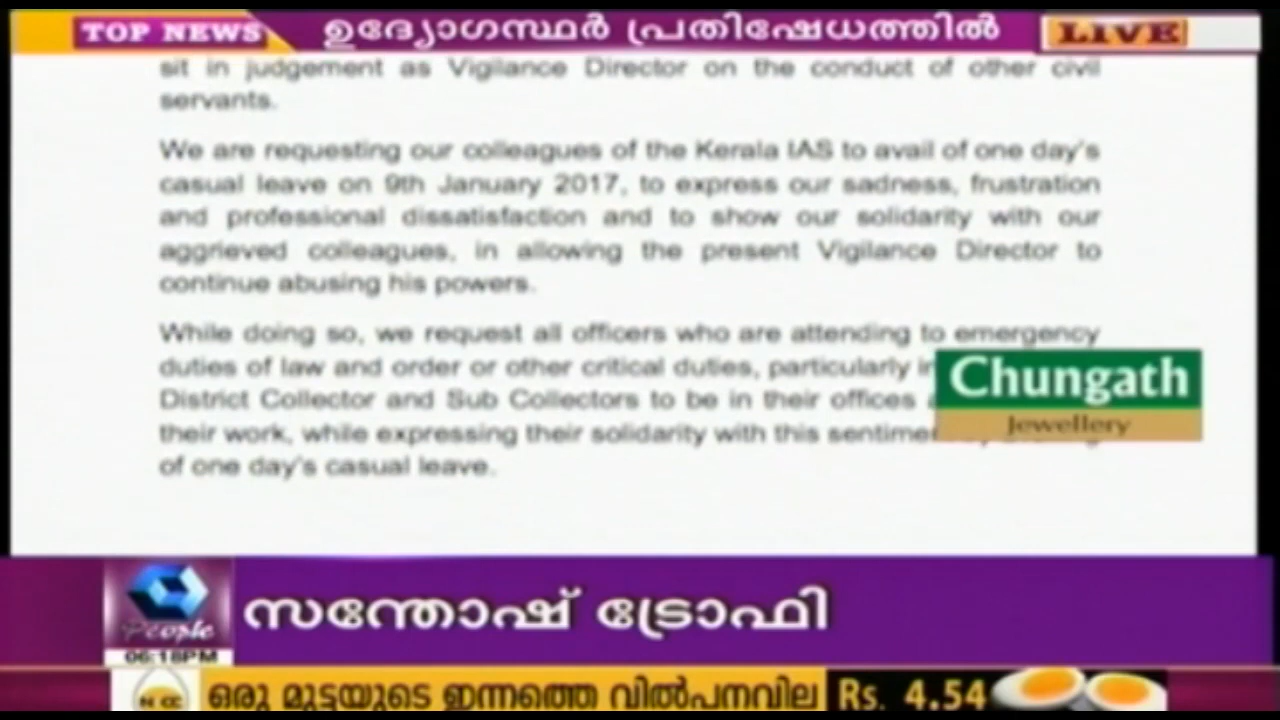 TOP NEWS
ഉദ്യോഗസ്ഥർ പ്രതിഷേധത്തിൽ
LIVE
sit in judgement as Vigilance Director on the conduct of other civil
servants.
We are requesting our colleagues of the Kerala IAS to avail of one day's
casual leave on 9th January 2017, to express our sadness, frustration
and professional dissatisfaction and to show our solidarity with our
aggrieved colleagues, in allowing the present Vigilance Director to
continue abusing his powers.
While doing so, we request all officers who are attending to emergency
duties of law and order or other critical duties, particularly
District Collector and Sub Collectors to be in their offices
their work, while expressing their solidarity with this
of one day's casual leave.
Chungath
Jewellery
സന്തോഷ് ട്രോഫി
People
06:18PM
ഒരു മുട്ടയുടെ ഇന്നത്തെ വിൽപനവില Rs. 4.54